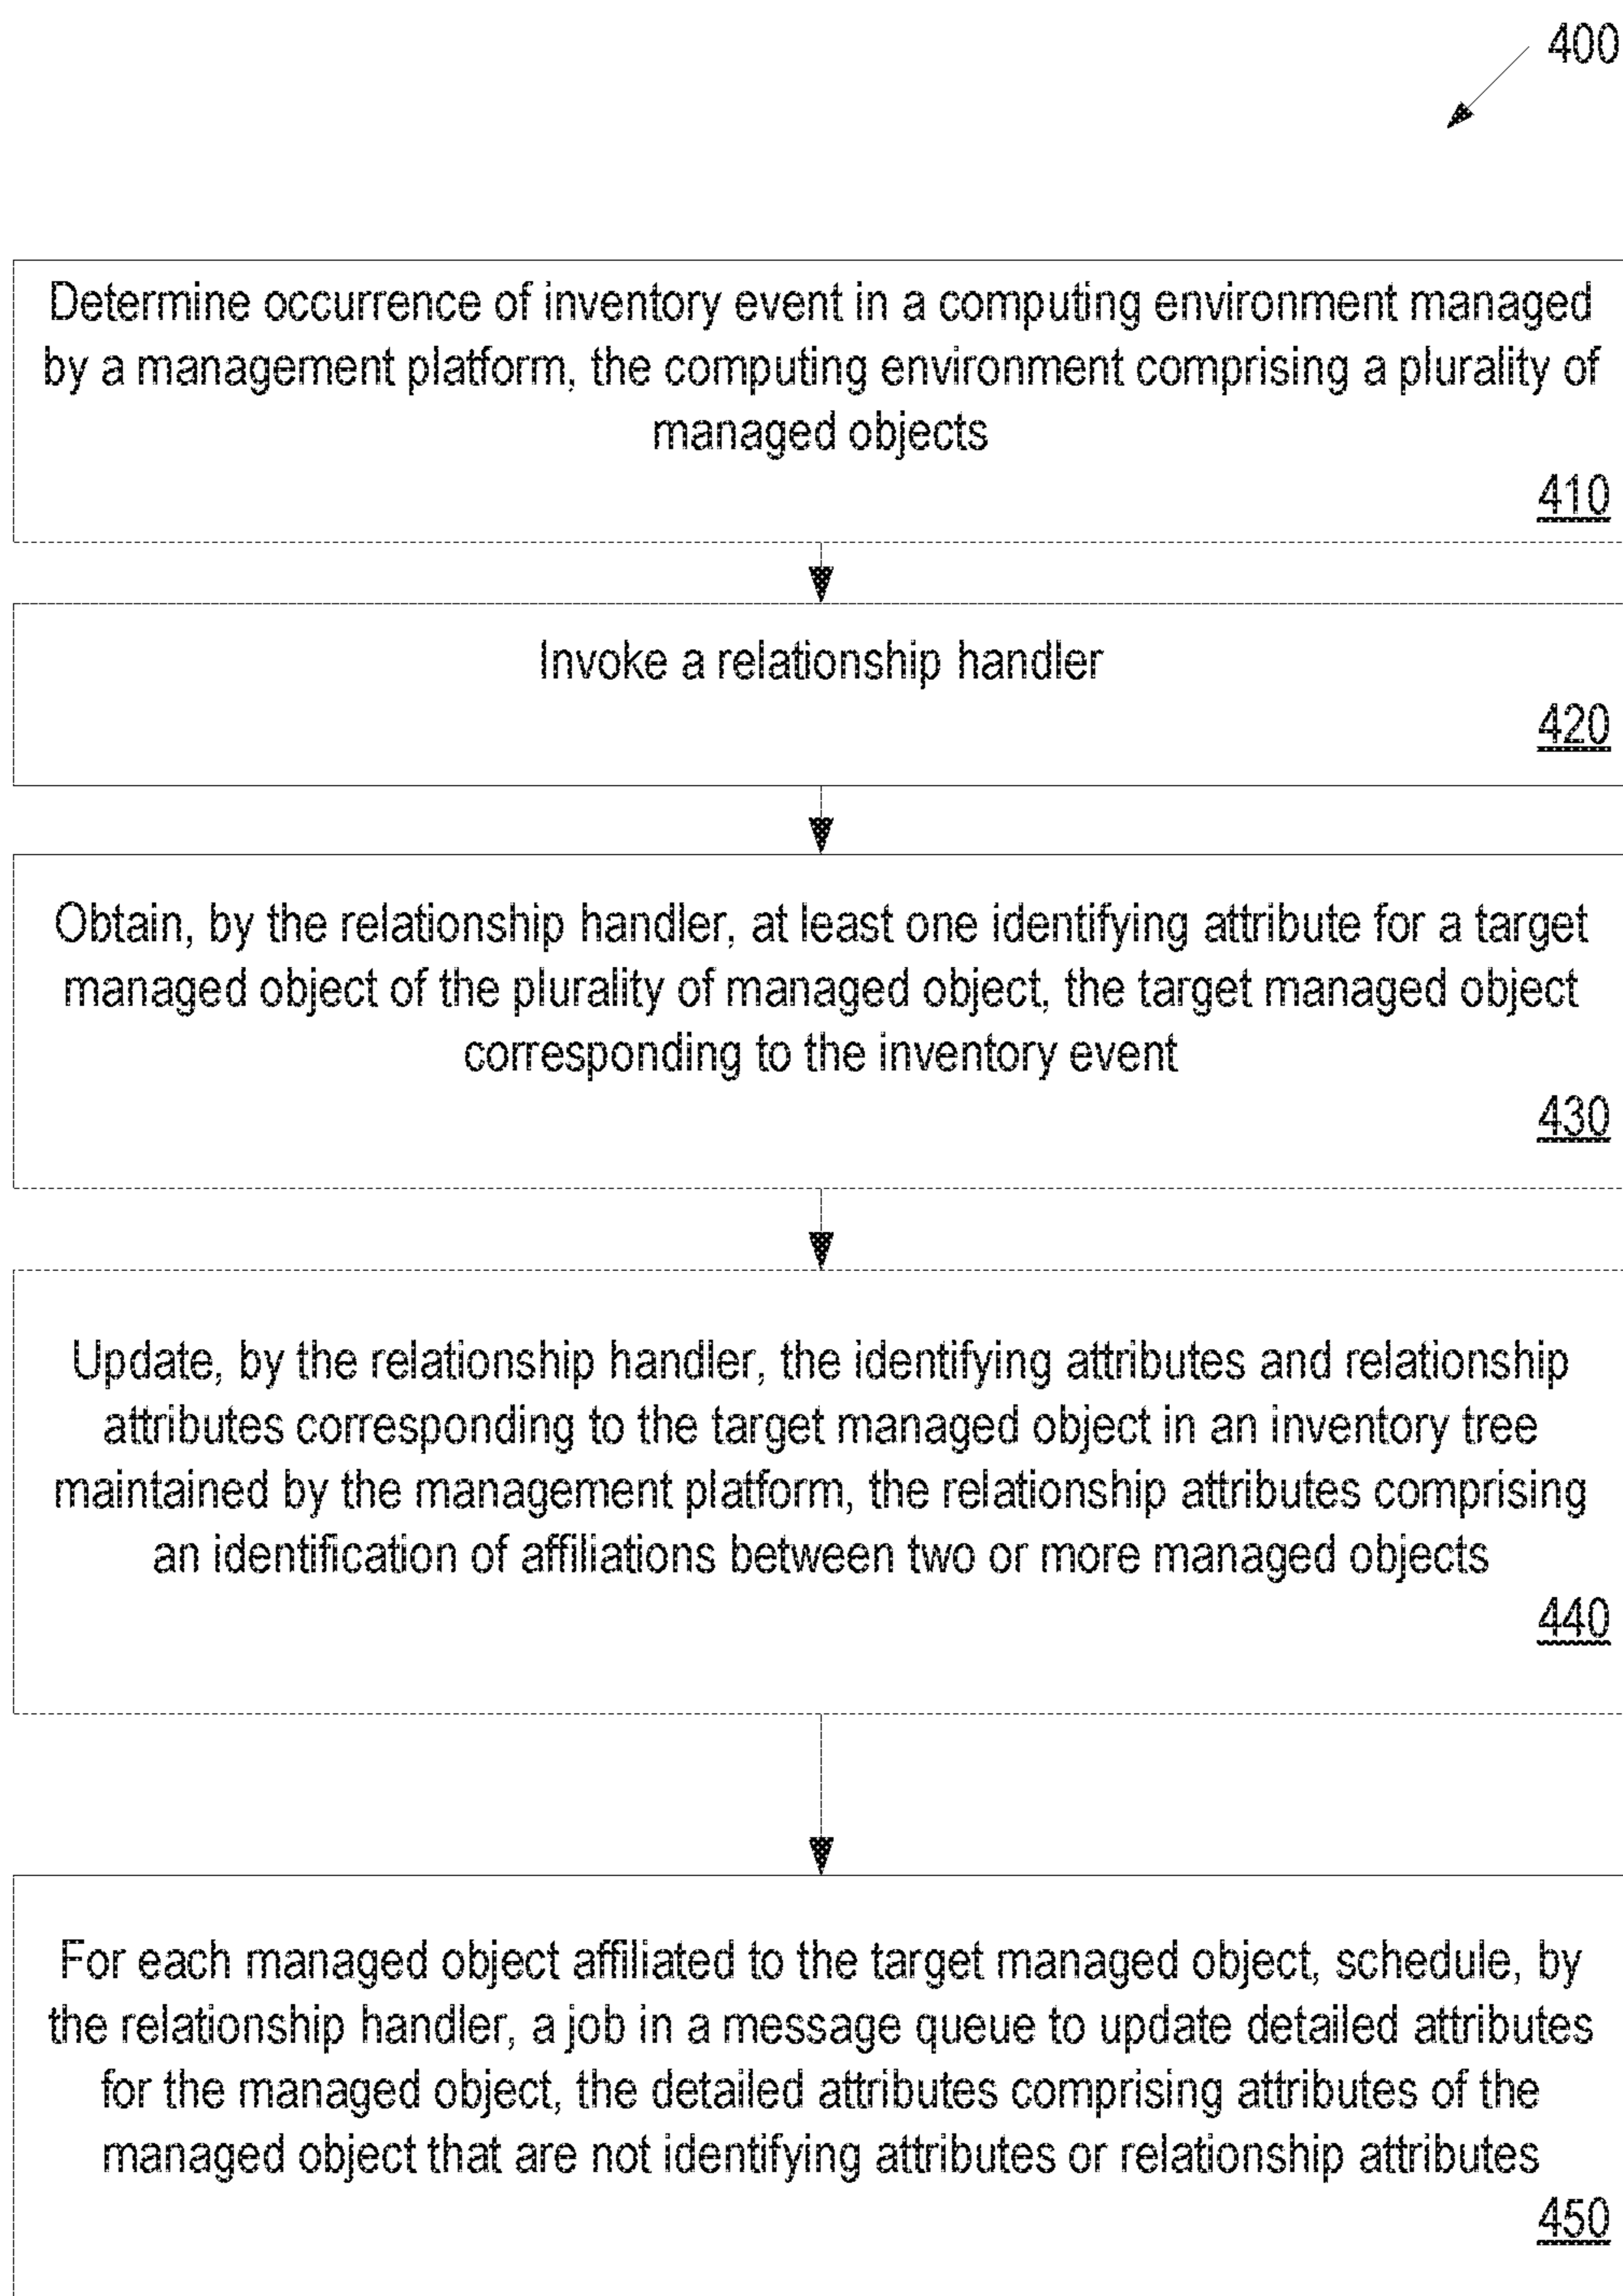 400
Determine occurrence of inventory event in a computing environment managed
by a management platform, the computing environment comprising a plurality of
managed objects
410
Invoke a relationship handler
420
Obtain, by the relationship handler, at least one identifying attribute for a target
managed object of the plurality of managed object, the target managed object
corresponding to the inventory event
430
Update, by the relationship handler, the identifying attributes and relationship
attributes corresponding to the target managed object in an inventory tree
maintained by the management platform, the relationship attributes comprising
an identification of affiliations between two or more managed objects
440
For each managed object affiliated to the target managed object, schedule, by
the relationship handler, a job in a message queue to update detailed attributes
for the managed object, the detailed attributes comprising attributes of the
managed object that are not identifying attributes or relationship attributes
450